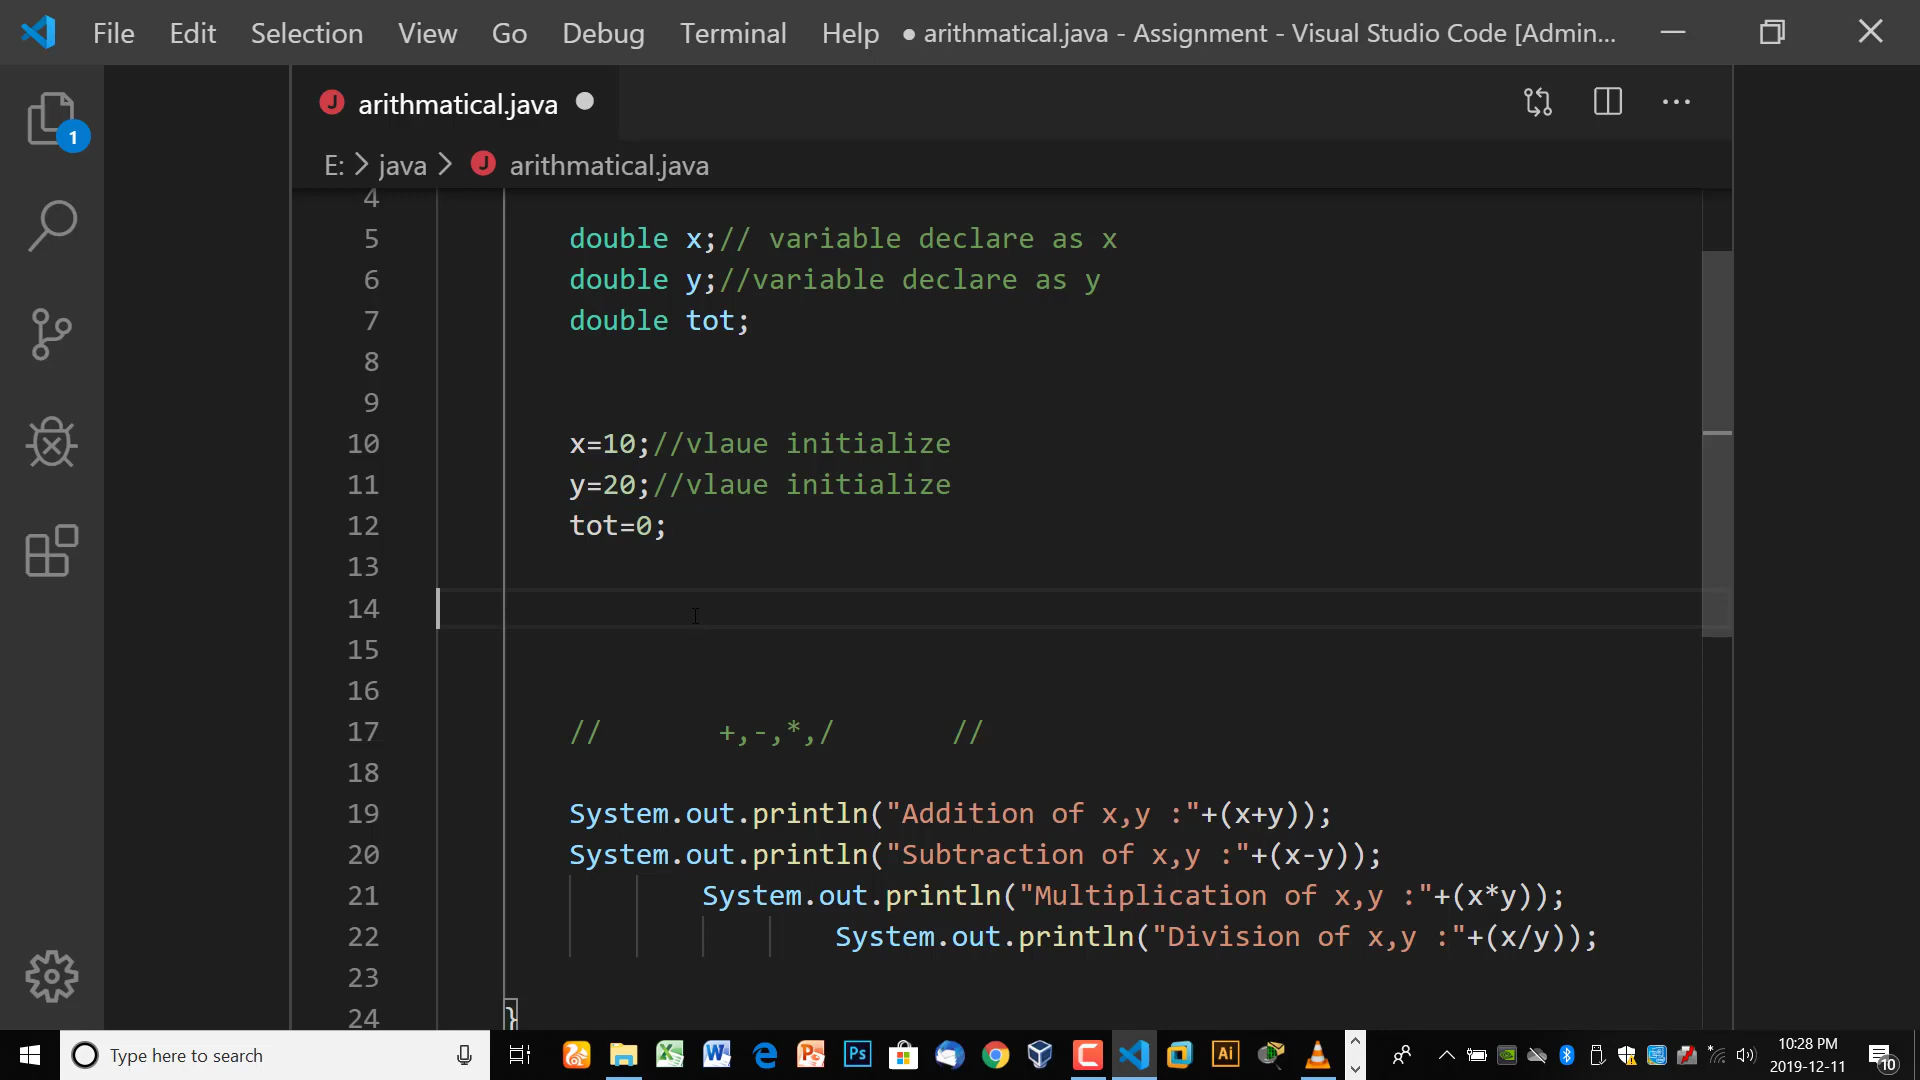 File Edit Selection View Go Debug Terminal Help ● arithmatical.java - Assignment - Visual Studio Code [Admin...
J arithmatical.java
1
E: > java > J arithmatical.java
4
5 double x;// variable declare as x
6 double y;//variable declare as y
7 double tot;
8
9
10 x=10;//vlaue initialize
11 y=20;//vlaue initialize
12 tot=0;
13
14
15
16
17 // +,-,*,/ //
18
19 System.out.println("Addition of x,y :"+(x+y));
20 System.out.println("Subtraction of x,y :"+(x-y));
21 System.out.println("Multiplication of x,y :"+(x*y));
22 System.out.println("Division of x,y :"+(x/y));
23
24 }
Type here to search
Ps
Ai
10:28 PM
2019-12-11
10